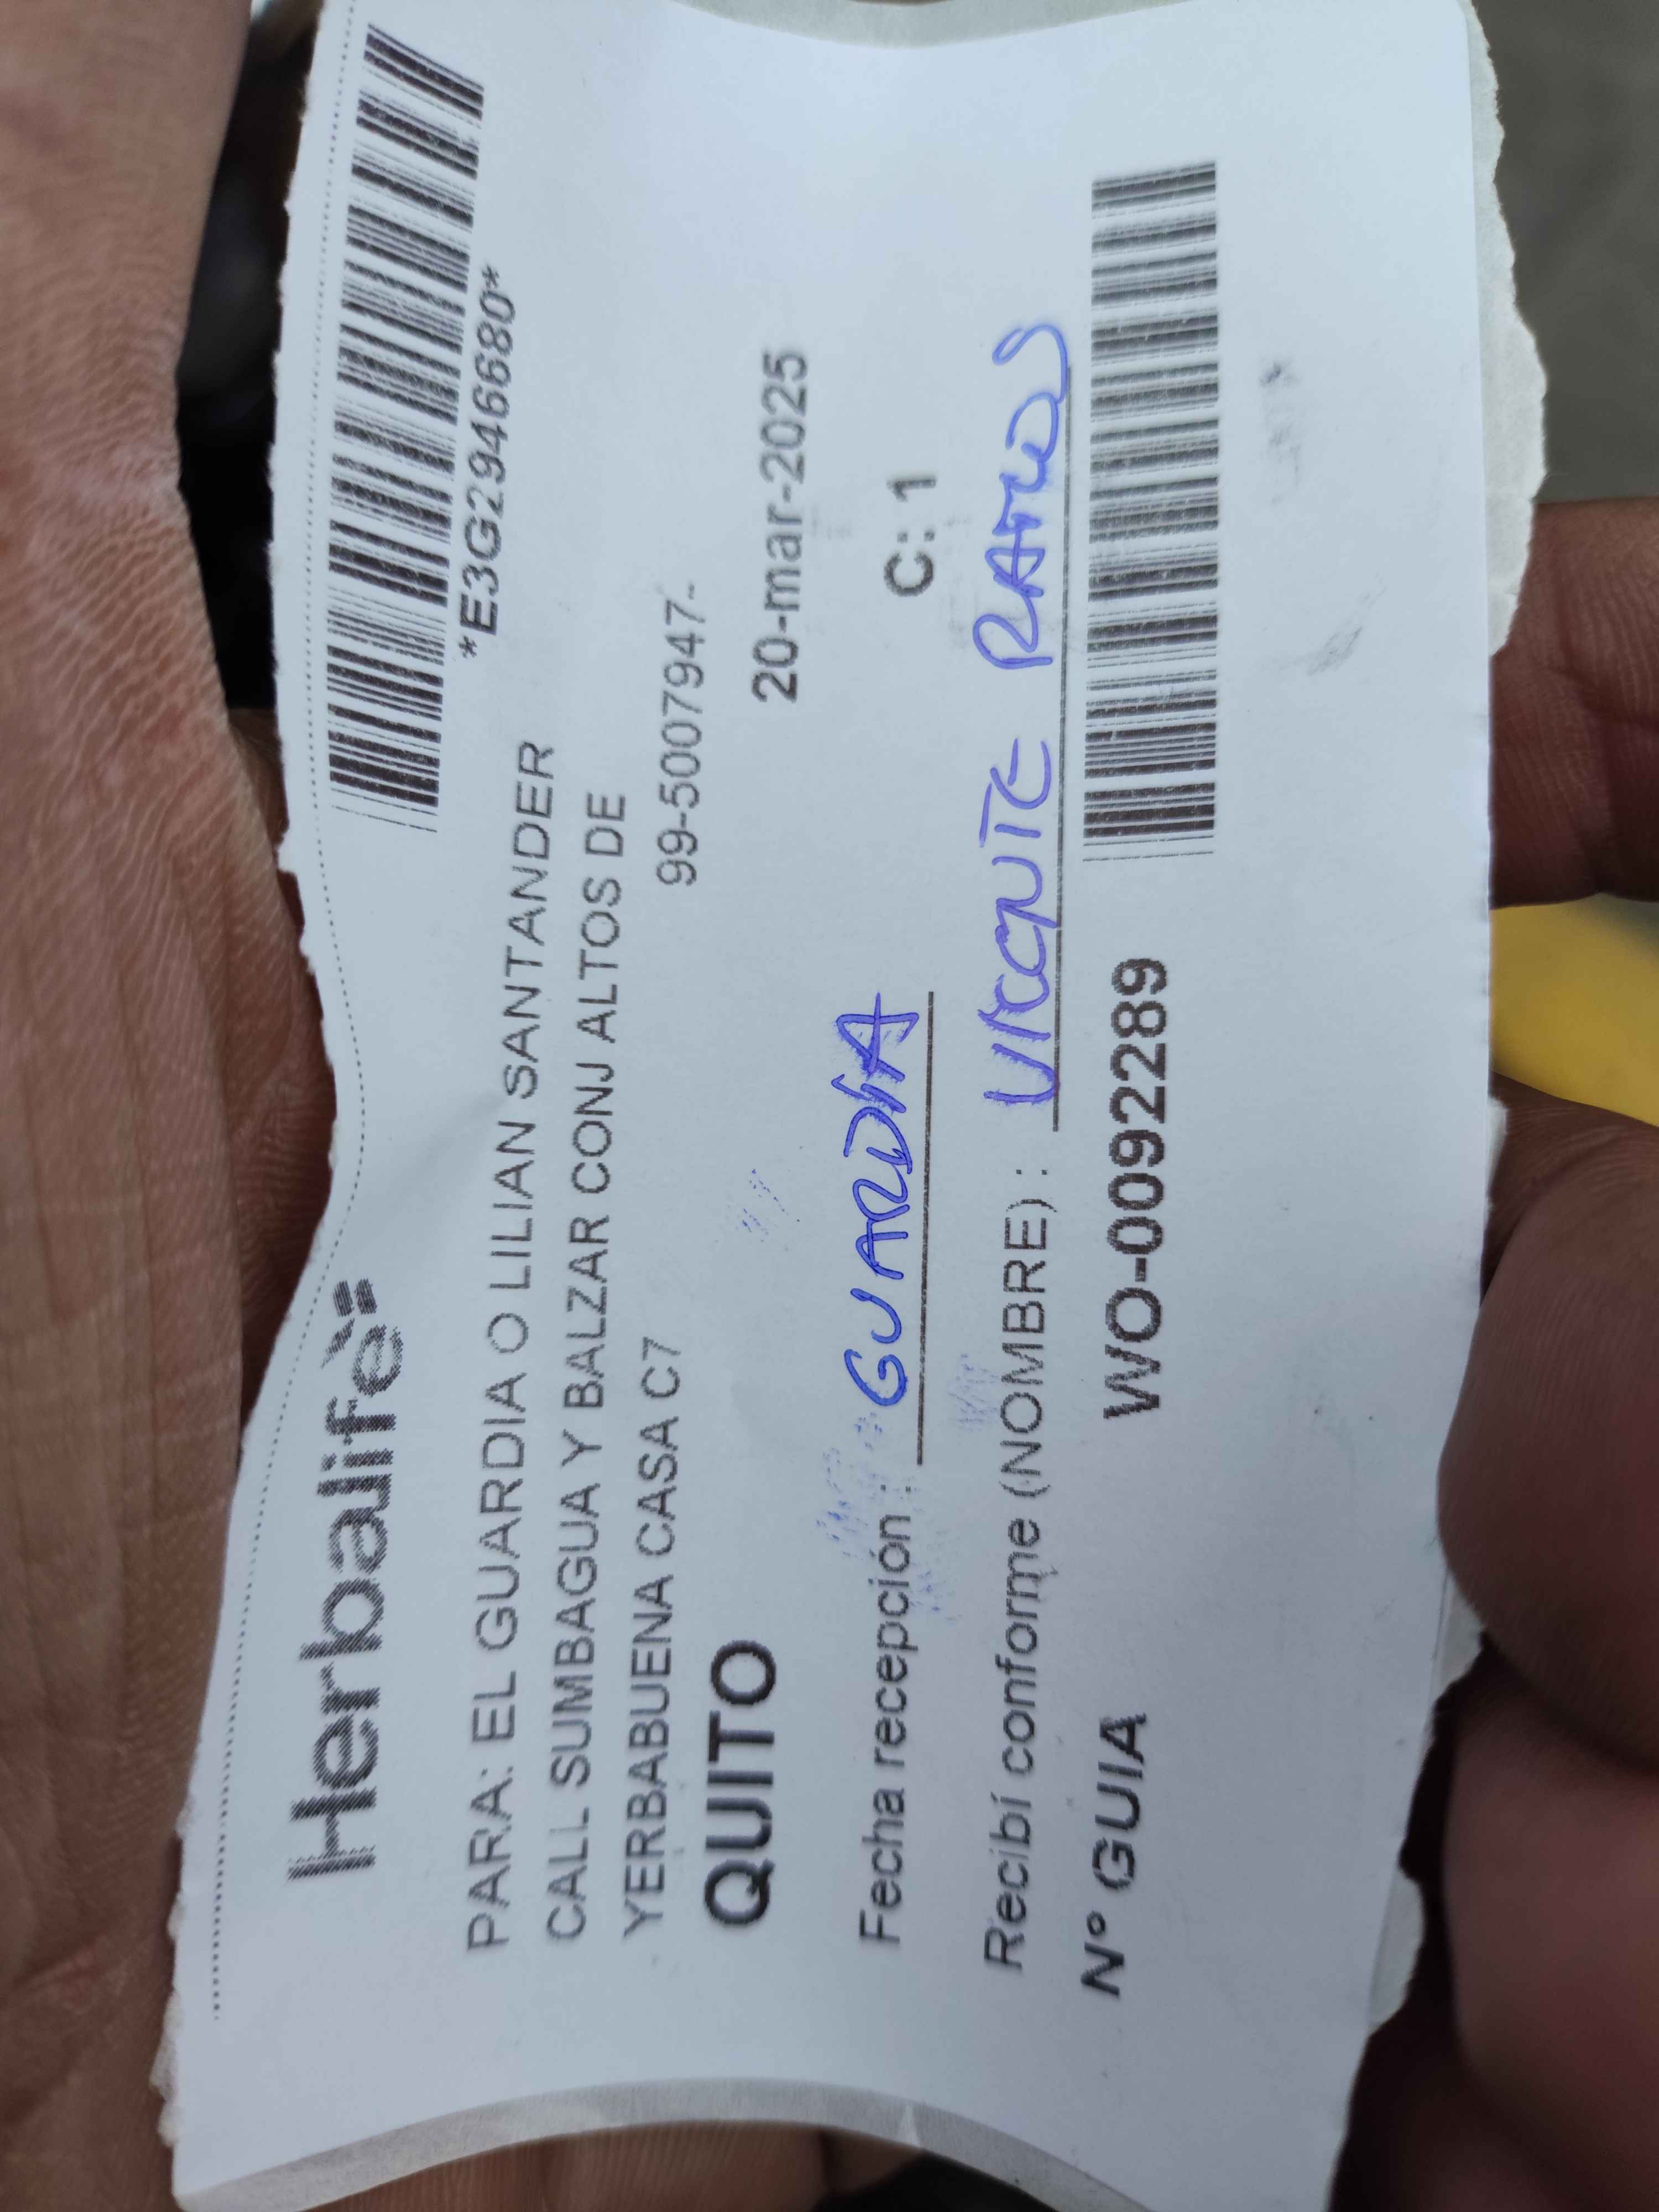 Herbalife
*E3G2946680*
PARA: EL GUARDIA O LILIAN SANTANDER
CALL SUMBAGUA Y BALZAR CONJ ALTOS DE
YERBABUENA CASA C7 99-5007947-
QUITO 20-mar-2025
Fecha recepción : GUARDIA C: 1
Recibí conforme (NOMBRE) :
N° GUIA WO-0092289